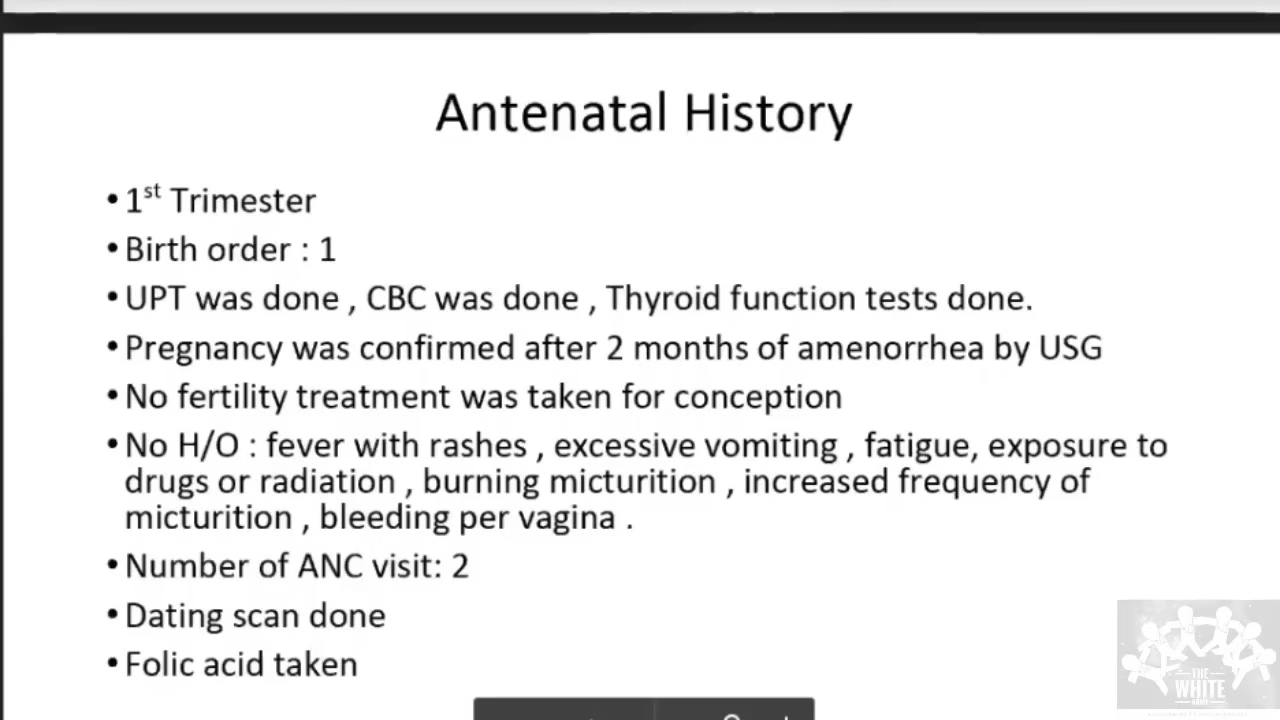 Antenatal History
• 1st Trimester
• Birth order : 1
• UPT was done , CBC was done , Thyroid function tests done.
• Pregnancy was confirmed after 2 months of amenorrhea by USG
• No fertility treatment was taken for conception
• No H/O : fever with rashes , excessive vomiting , fatigue, exposure to
drugs or radiation , burning micturition , increased frequency of
micturition , bleeding per vagina .
• Number of ANC visit: 2
• Dating scan done
• Folic acid taken
THE
WHITE
ARMY